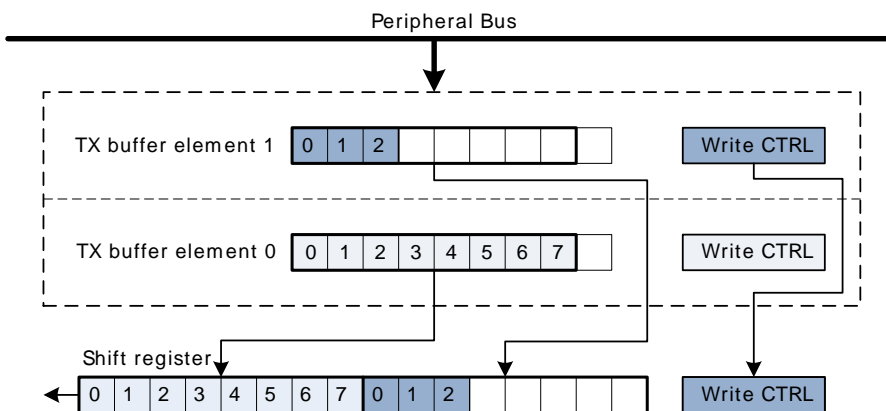 Peripheral Bus
TX buffer element 1 0 1 2 Write CTRL
TX buffer element 0 0 1 2 3 4 5 6 7 Write CTRL
Shift register
0 1 2 3 4 5 6 7 0 1 2 Write CTRL